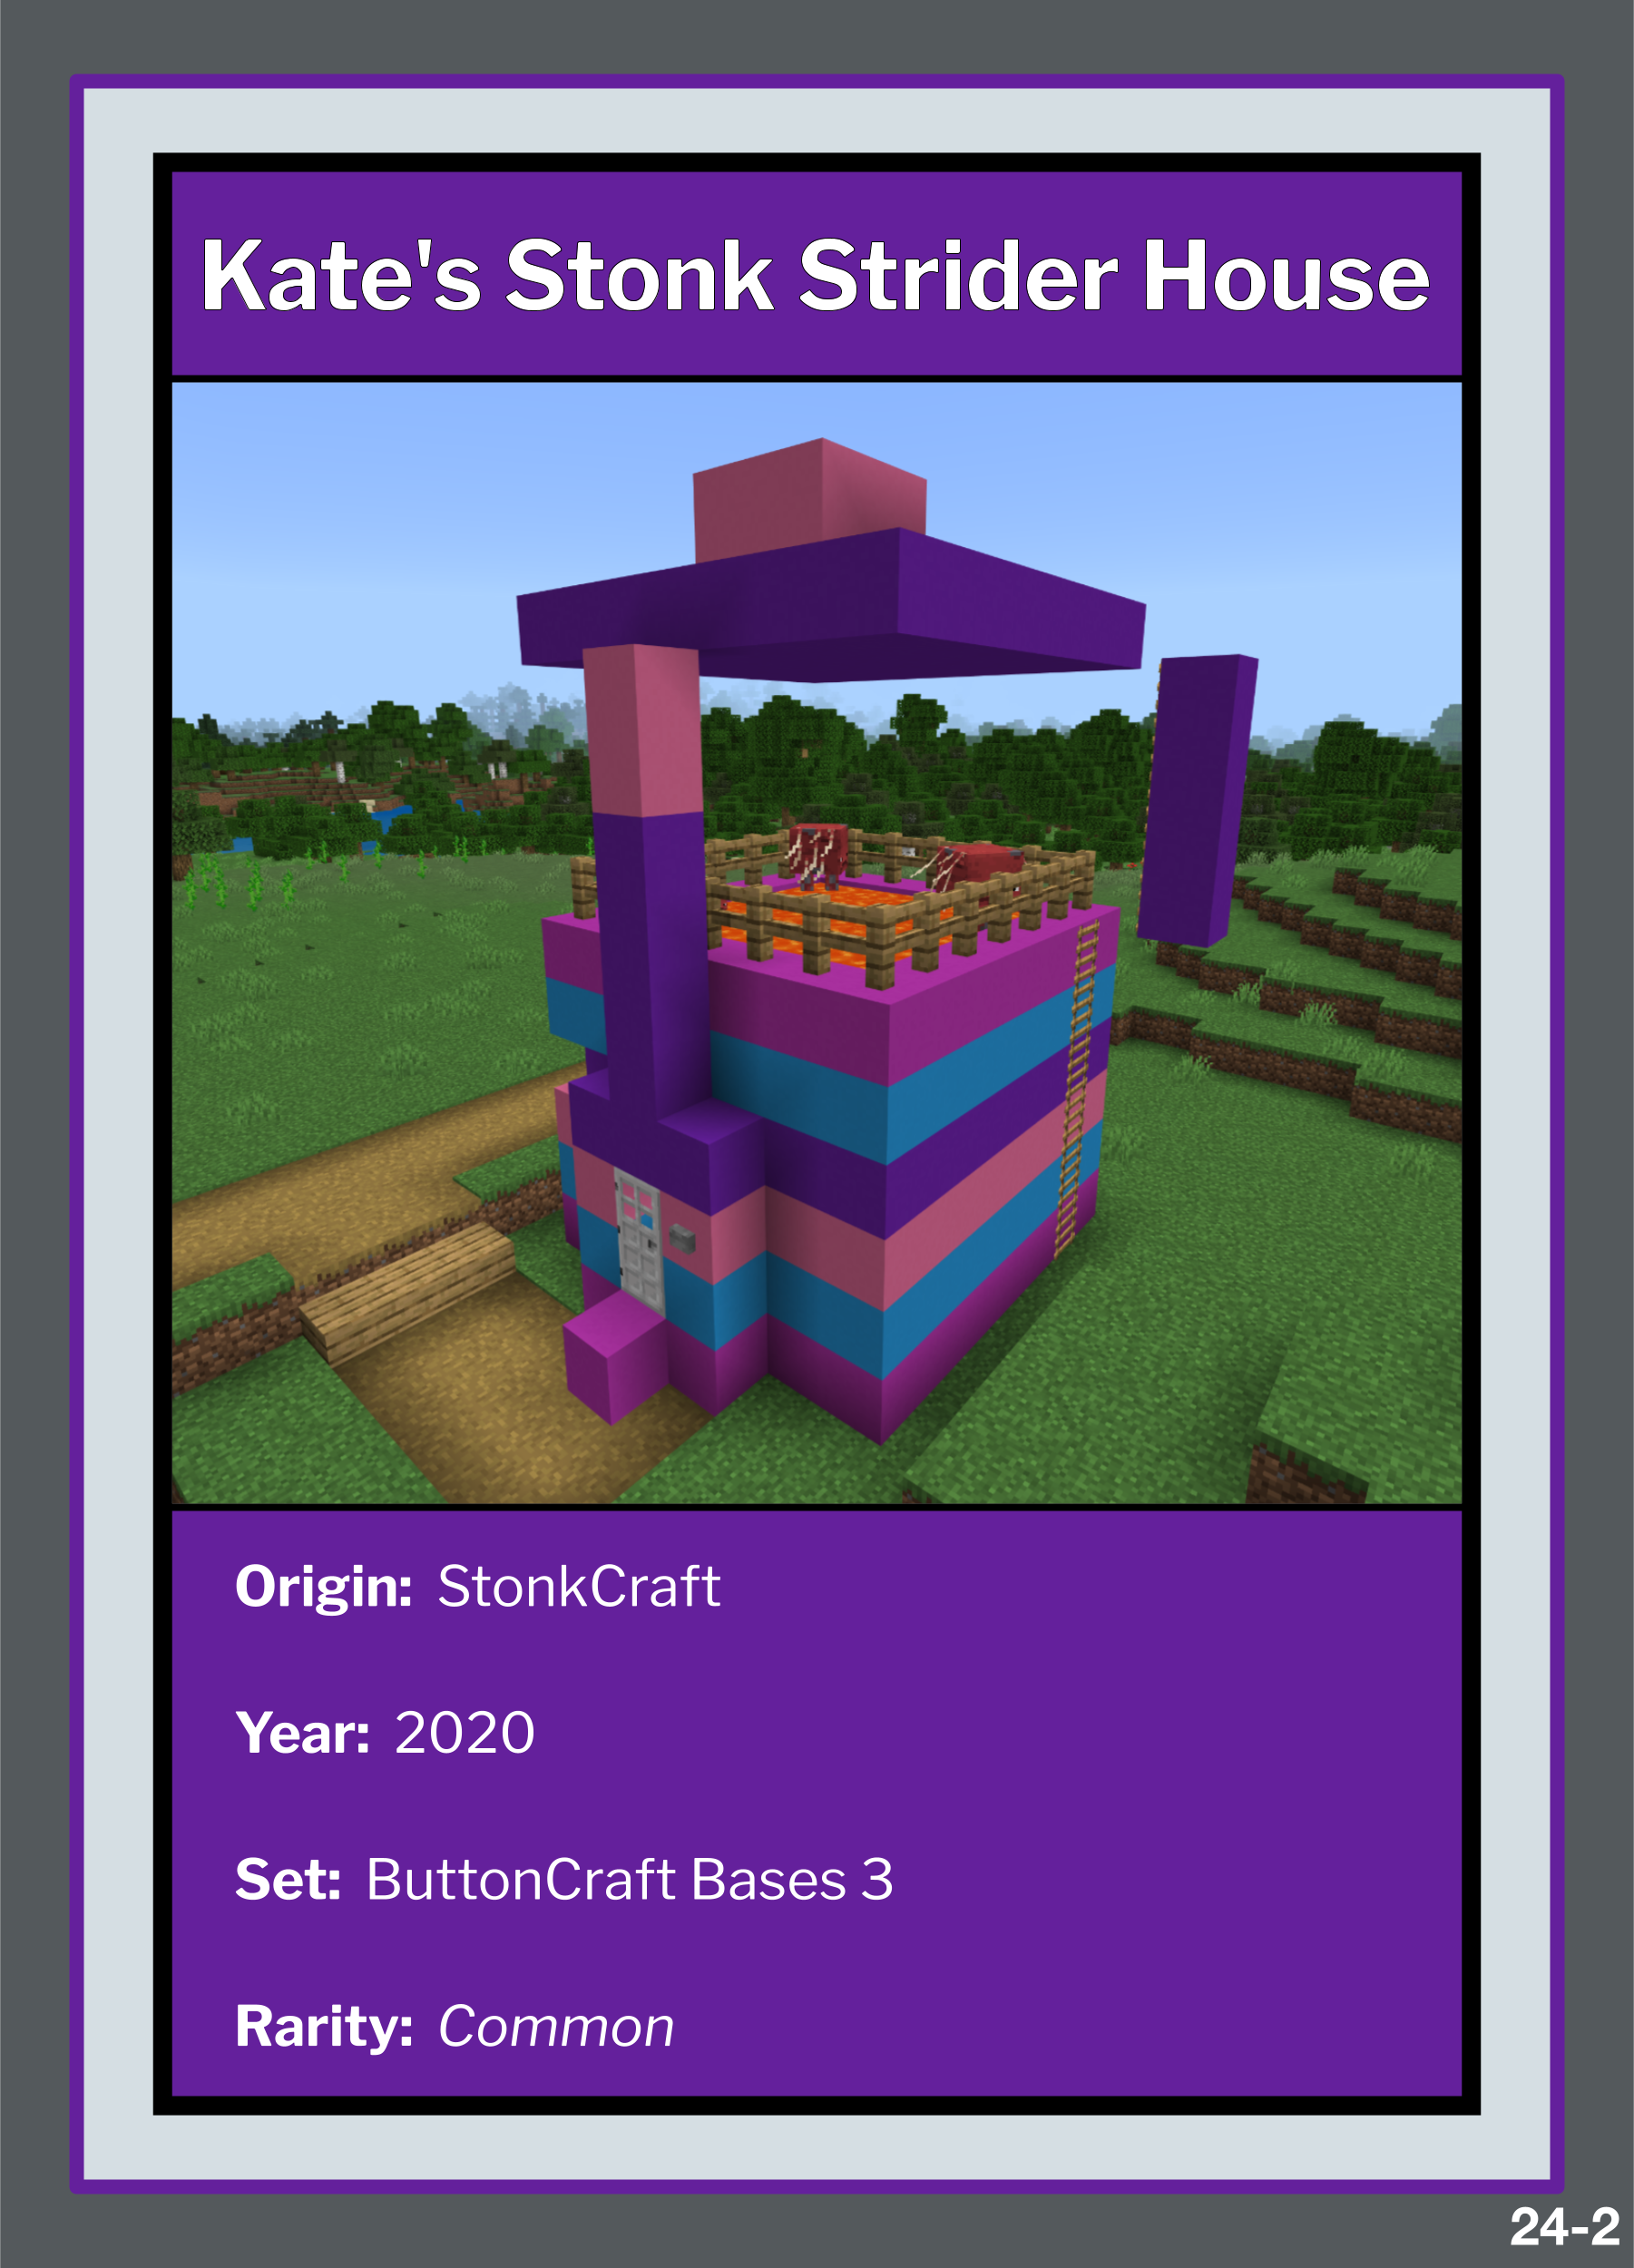 Kate's Stonk Strider House
Origin: StonkCraft
Year: 2020
Set: ButtonCraft Bases 3
Rarity: Common
24-2